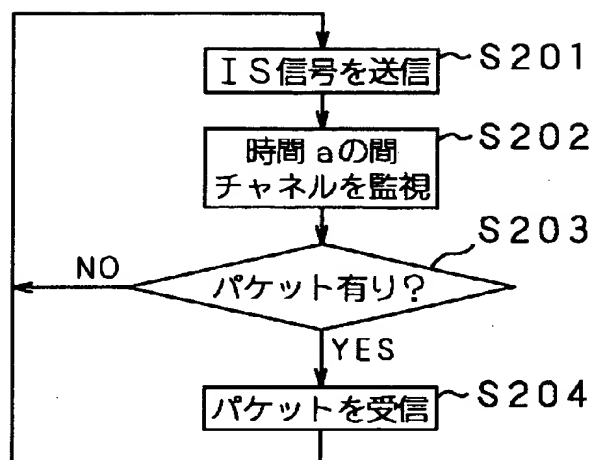 ＩＳ信号を送信
S201
時間aの間
チャネルを監視
S202
S203
NO
パケット有り？
YES
パケットを受信
S204